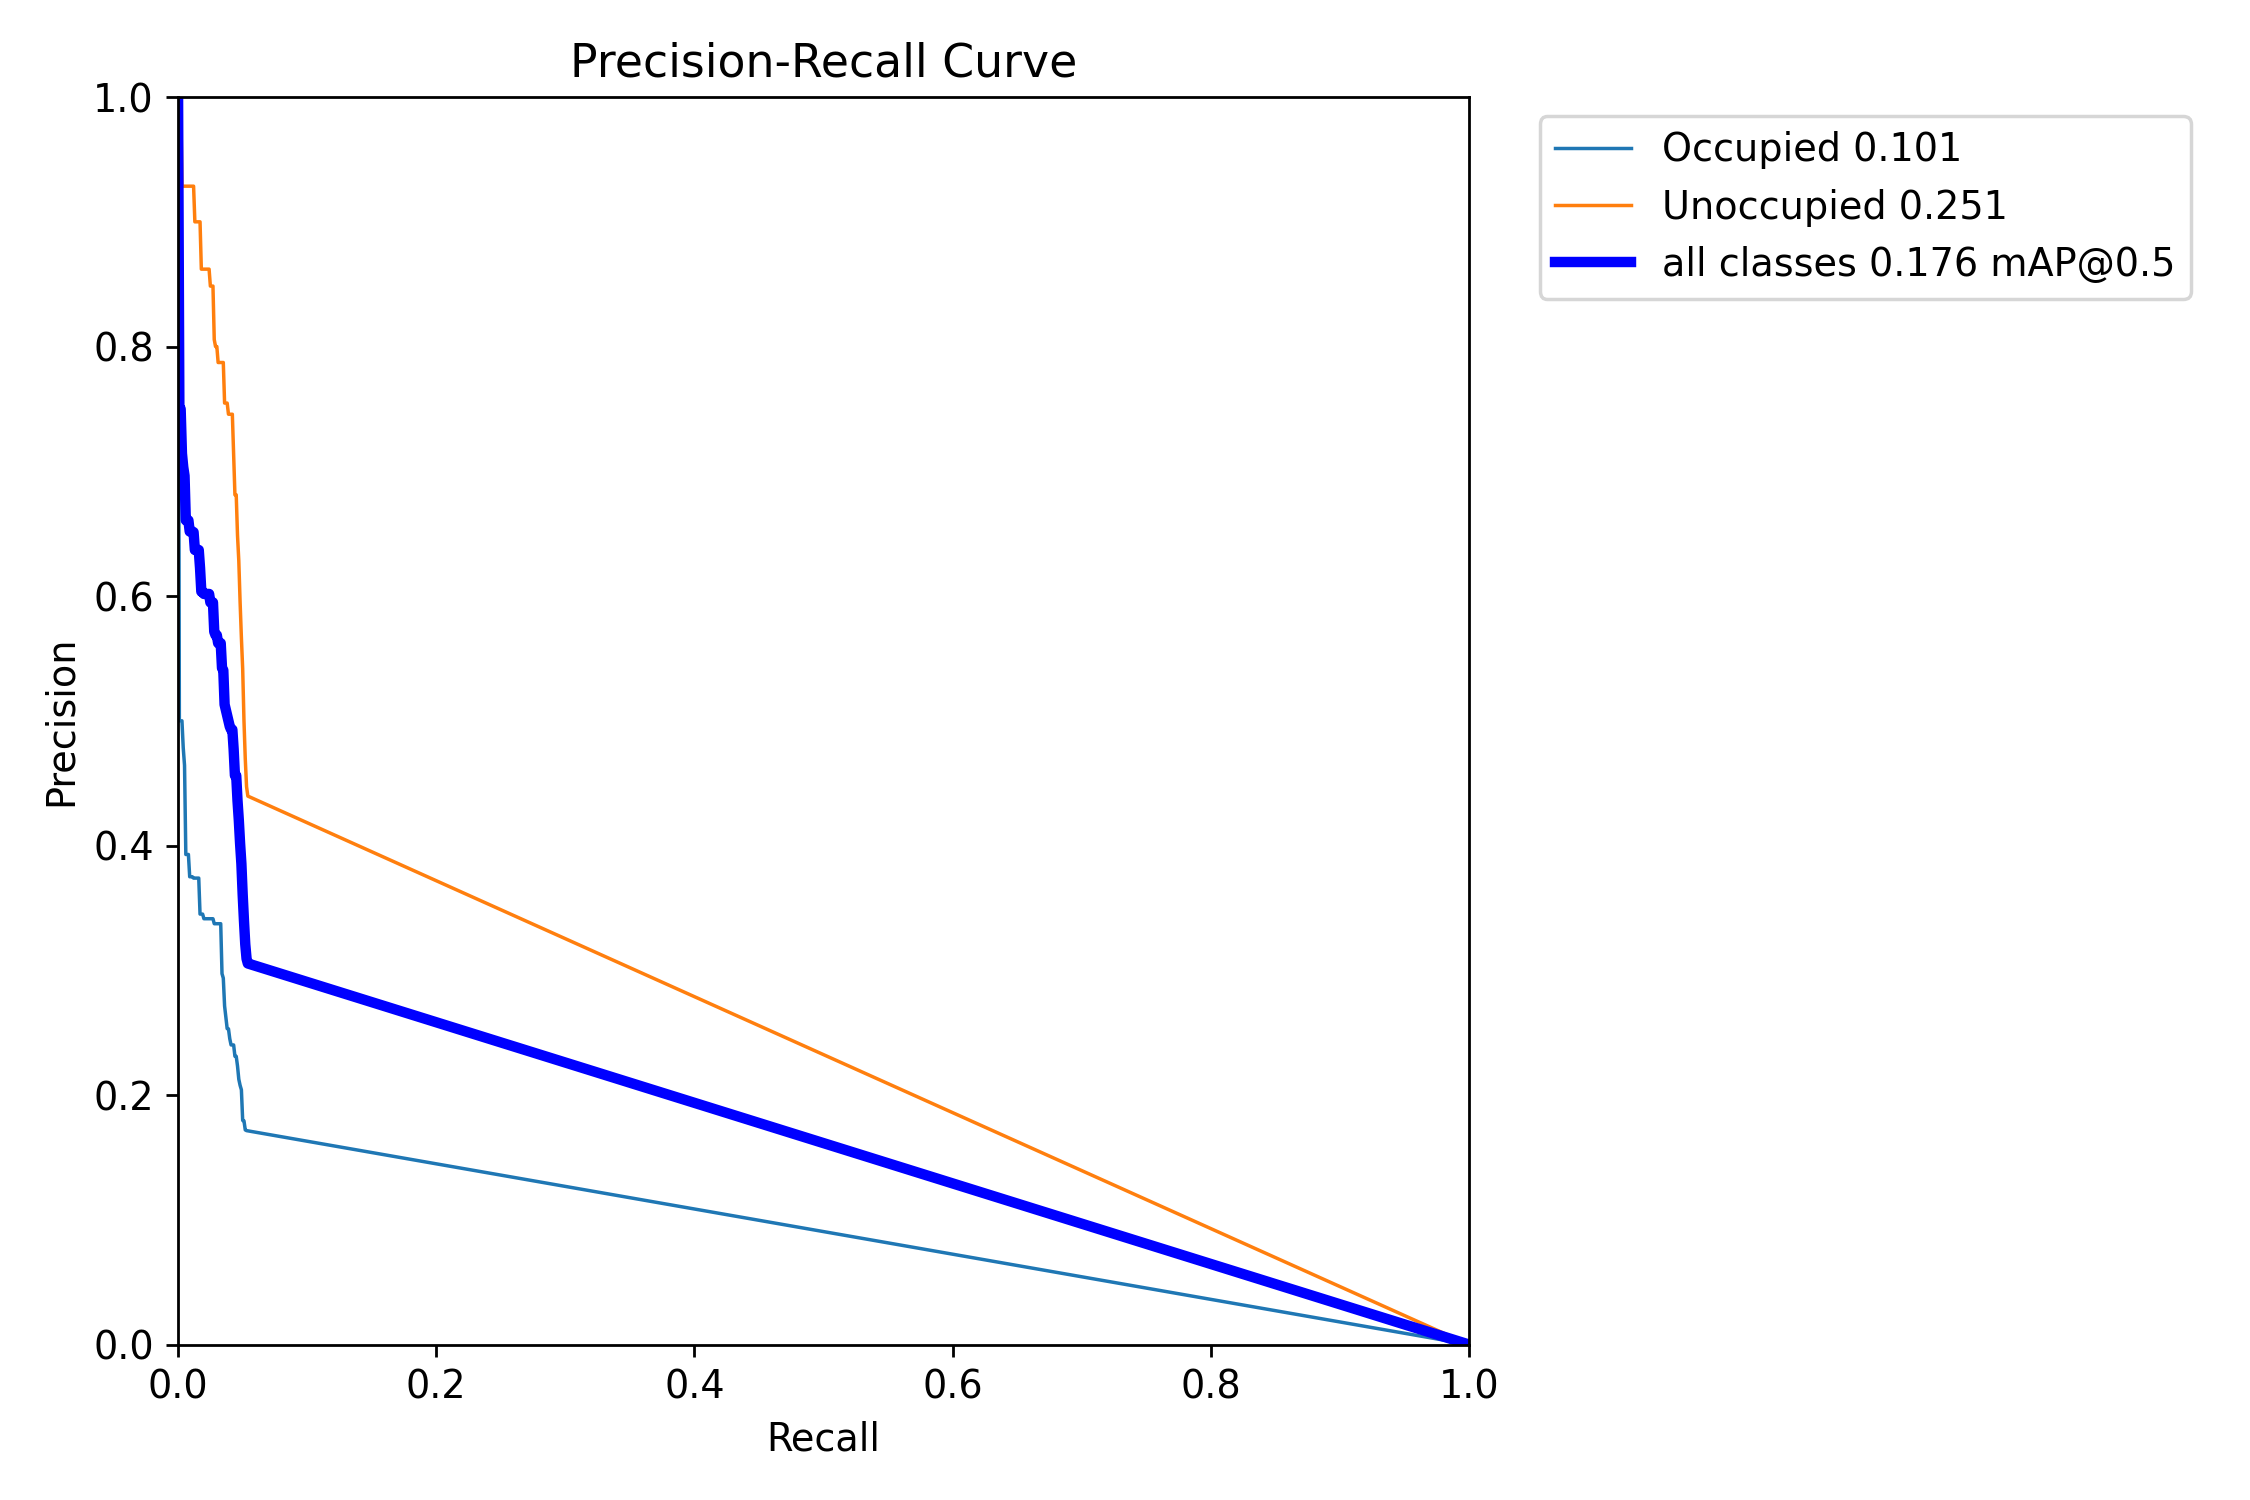 Precision-Recall Curve
1.0
0.8
0.6
0.4
0.2
0.0
Precision
0.0 0.2 0.4 0.6 0.8 1.0
Recall
Occupied 0.101
Unoccupied 0.251
all classes 0.176 mAP@0.5